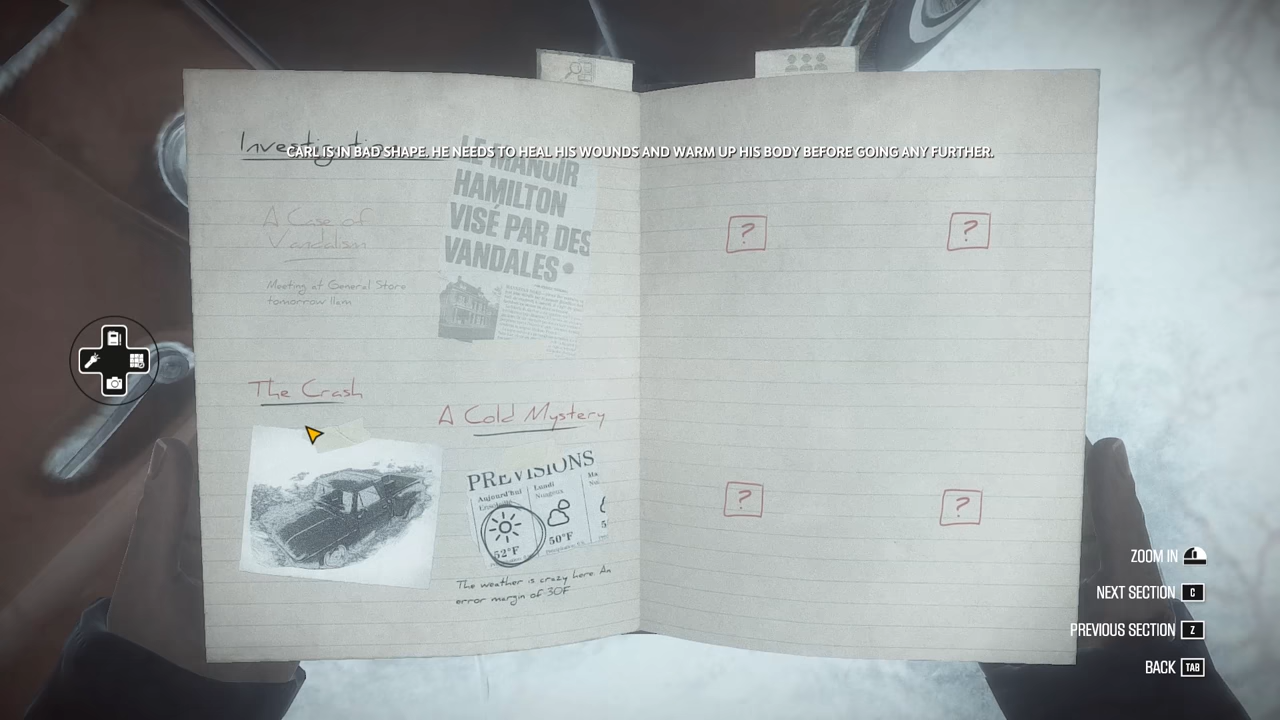 Investigations
CARL IS IN BAD SHAPE. HE NEEDS TO HEAL HIS WOUNDS AND WARM UP HIS BODY BEFORE GOING ANY FURTHER.
LE MANOIR
HAMILTON
VISÉ PAR DES
VANDALES
A Case of
Vandalism
Meeting at General Store
tomorrow 11am
The Crash
A Cold Mystery
PREVISIONS
Aujourd'hui
Lundi
Nuageux
52°F
50°F
The weather is crazy here. An
error margin of 30F
?
?
?
?
ZOOM IN
NEXT SECTION C
PREVIOUS SECTION Z
BACK TAB